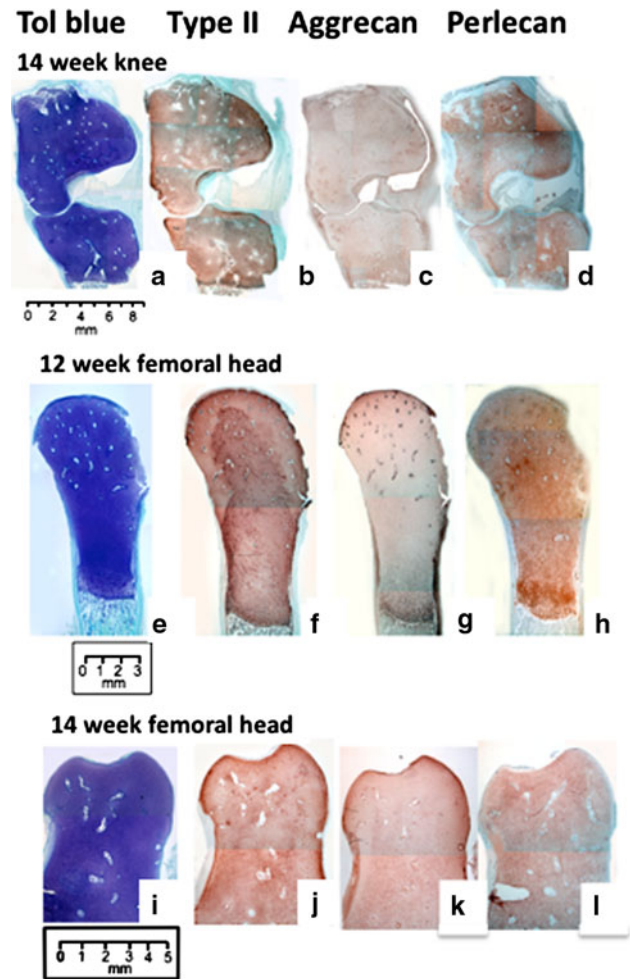 Tol blue Type II Aggrecan Perlecan
14 week knee
a b c d
0 2 4 6 8
mm
12 week femoral head
e f g h
0 1 2 3
mm
14 week femoral head
i j k l
0 1 2 3 4 5
mm